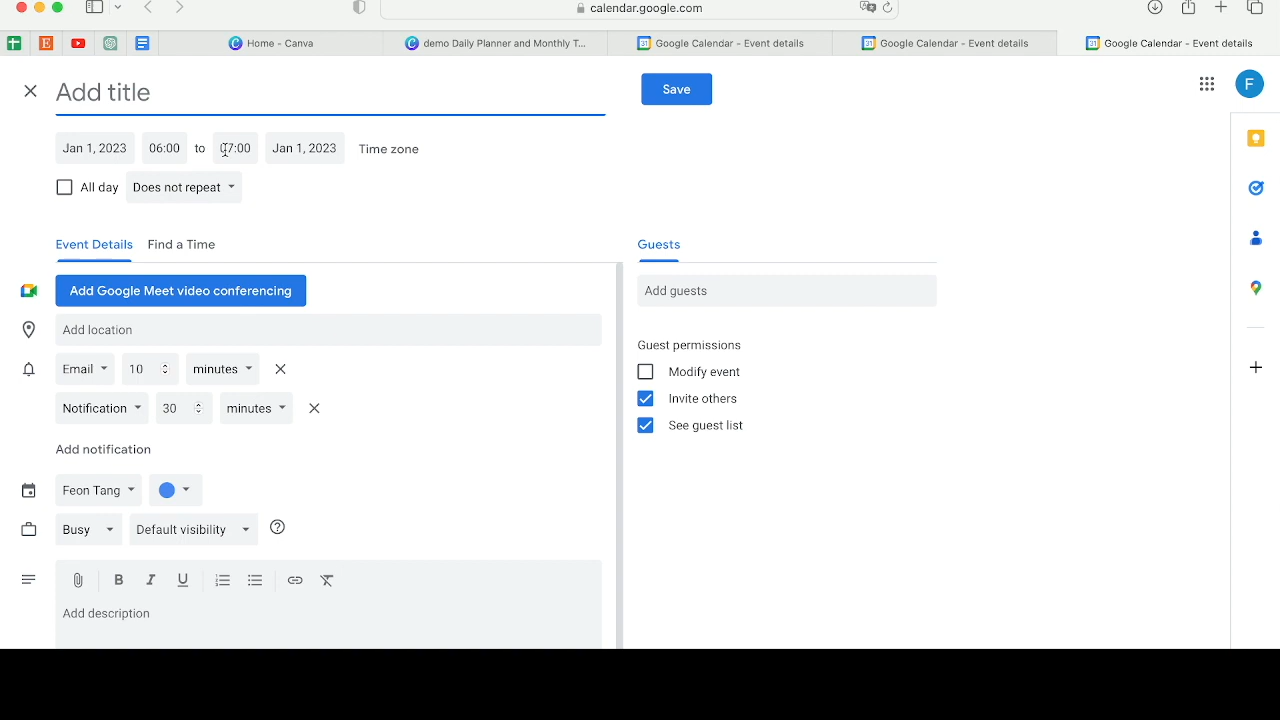 calendar.google.com
Home - Canva
demo Daily Planner and Monthly T...
Google Calendar - Event details
Google Calendar - Event details
Google Calendar - Event details
Add title
Save
F
Jan 1, 2023 06:00 to 07:00 Jan 1, 2023 Time zone
All day Does not repeat
Event Details Find a Time
Guests
Add Google Meet video conferencing
Add guests
Add location
Guest permissions
Email 10 minutes
Modify event
Invite others
Notification 30 minutes
See guest list
Add notification
Feon Tang
Busy Default visibility
B I U
Add description